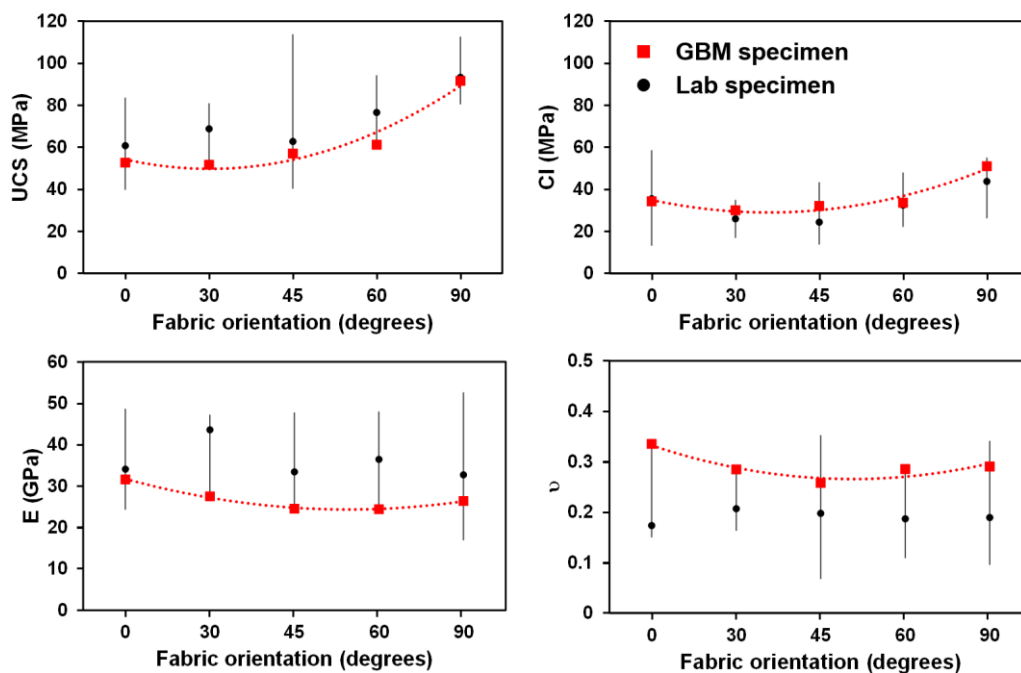 UCS (MPa)
120
100
80
60
40
20
0
0 30 45 60 90
Fabric orientation (degrees)
CI (MPa)
120
100
80
60
40
20
0
GBM specimen
Lab specimen
0 30 45 60 90
Fabric orientation (degrees)
E (GPa)
60
50
40
30
20
10
0
0 30 45 60 90
Fabric orientation (degrees)
υ
0.5
0.4
0.3
0.2
0.1
0
0 30 45 60 90
Fabric orientation (degrees)